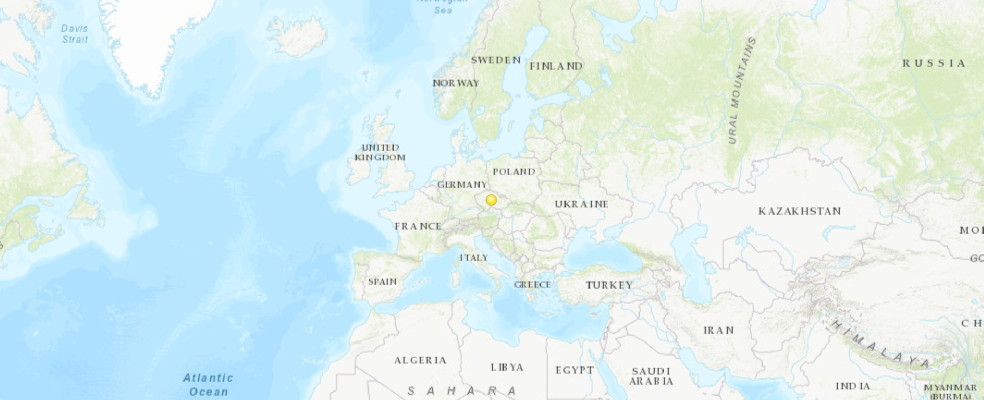 Norwegian
Sea
Davis
Strait
SWEDEN
FINLAND
RUSSIA
NORWAY
URAL MOUNTAINS
UNITED
KINGDOM
POLAND
GERMANY
UKRAINE
KAZAKHSTAN
FRANCE
MO
GO
ITALY
SPAIN
GREECE
TURKEY
CH
IRAN
HIMALAYA
ALGERIA
LIBYA
EGYPT
SAUDI
ARABIA
Atlantic
Ocean
SAHARA
INDIA
MYANMAR
(BURMA)